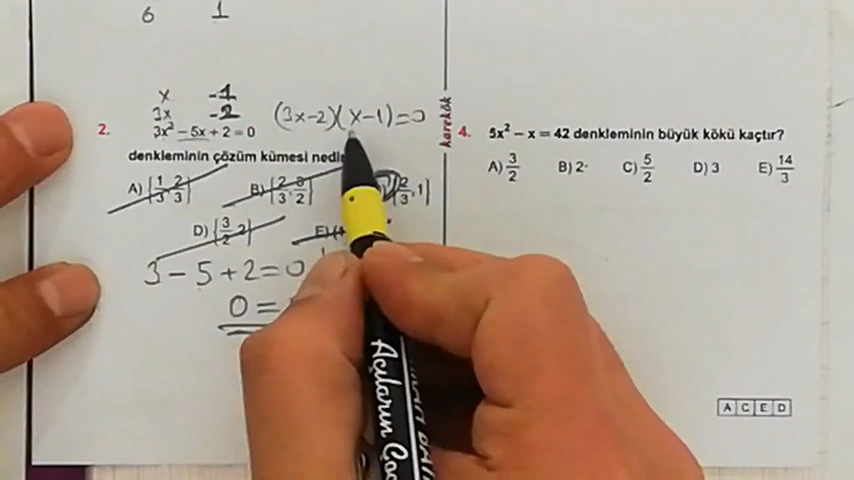 6 1
x -1
3x -2
(3x-2)(x-1)=0
2. 3x² - 5x + 2 = 0
denkleminin çözüm kümesi
A) {1/3, 2/3} B) {2/3, 3/2} {2/3, 1}
D) {3/2, 2} E)
3 - 5 + 2 = 0
0 =
karekök
4. 5x² - x = 42 denkleminin büyük kökü kaçtır?
A) 3/2 B) 2 C) 5/2 D) 3 E) 14/3
A C E D
Açıların